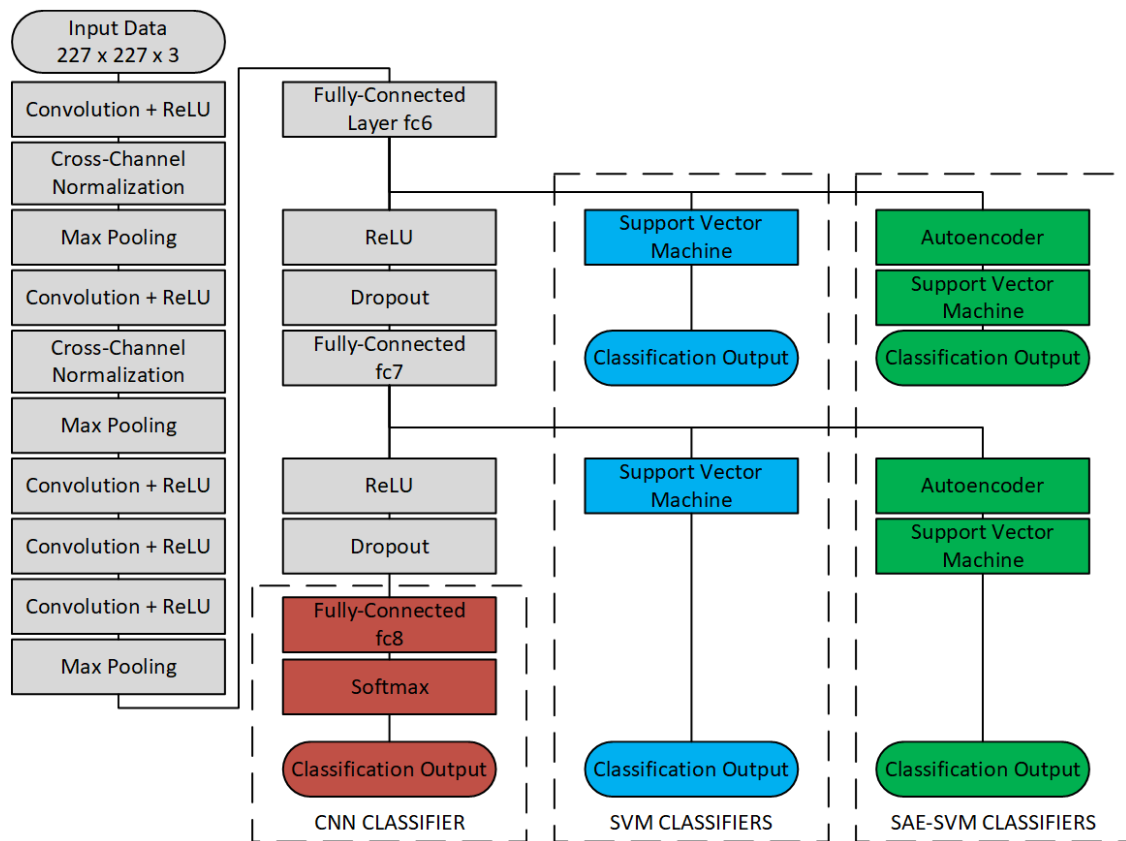 Input Data
227 x 227 x 3
Convolution + ReLU
Cross-Channel
Normalization
Max Pooling
Convolution + ReLU
Cross-Channel
Normalization
Max Pooling
Convolution + ReLU
Convolution + ReLU
Convolution + ReLU
Max Pooling
Fully-Connected
Layer fc6
ReLU
Dropout
Fully-Connected
fc7
ReLU
Dropout
Fully-Connected
fc8
Softmax
Classification Output
CNN CLASSIFIER
Support Vector
Machine
Classification Output
Support Vector
Machine
Classification Output
SVM CLASSIFIERS
Autoencoder
Support Vector
Machine
Classification Output
Autoencoder
Support Vector
Machine
Classification Output
SAE-SVM CLASSIFIERS